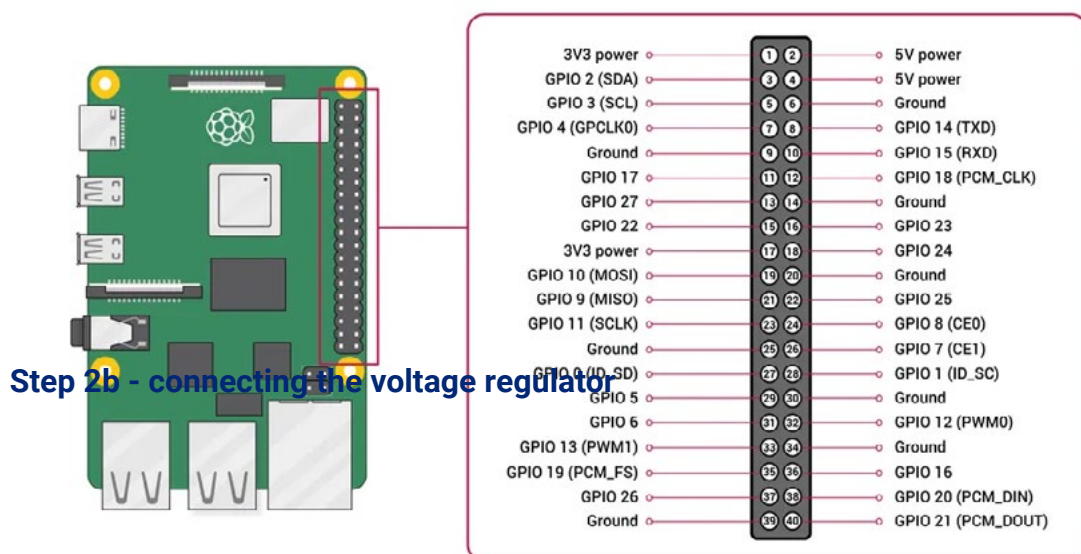 3V3 power 1 2 5V power
GPIO 2 (SDA) 3 4 5V power
GPIO 3 (SCL) 5 6 Ground
GPIO 4 (GPCLK0) 7 8 GPIO 14 (TXD)
Ground 9 10 GPIO 15 (RXD)
GPIO 17 11 12 GPIO 18 (PCM_CLK)
GPIO 27 13 14 Ground
GPIO 22 15 16 GPIO 23
3V3 power 17 18 GPIO 24
GPIO 10 (MOSI) 19 20 Ground
GPIO 9 (MISO) 21 22 GPIO 25
GPIO 11 (SCLK) 23 24 GPIO 8 (CE0)
Ground 25 26 GPIO 7 (CE1)
GPIO 0 (ID_SD) 27 28 GPIO 1 (ID_SC)
Step 2b - connecting the voltage regulator
GPIO 5 29 30 Ground
GPIO 6 31 32 GPIO 12 (PWM0)
GPIO 13 (PWM1) 33 34 Ground
GPIO 19 (PCM_FS) 35 36 GPIO 16
GPIO 26 37 38 GPIO 20 (PCM_DIN)
Ground 39 40 GPIO 21 (PCM_DOUT)